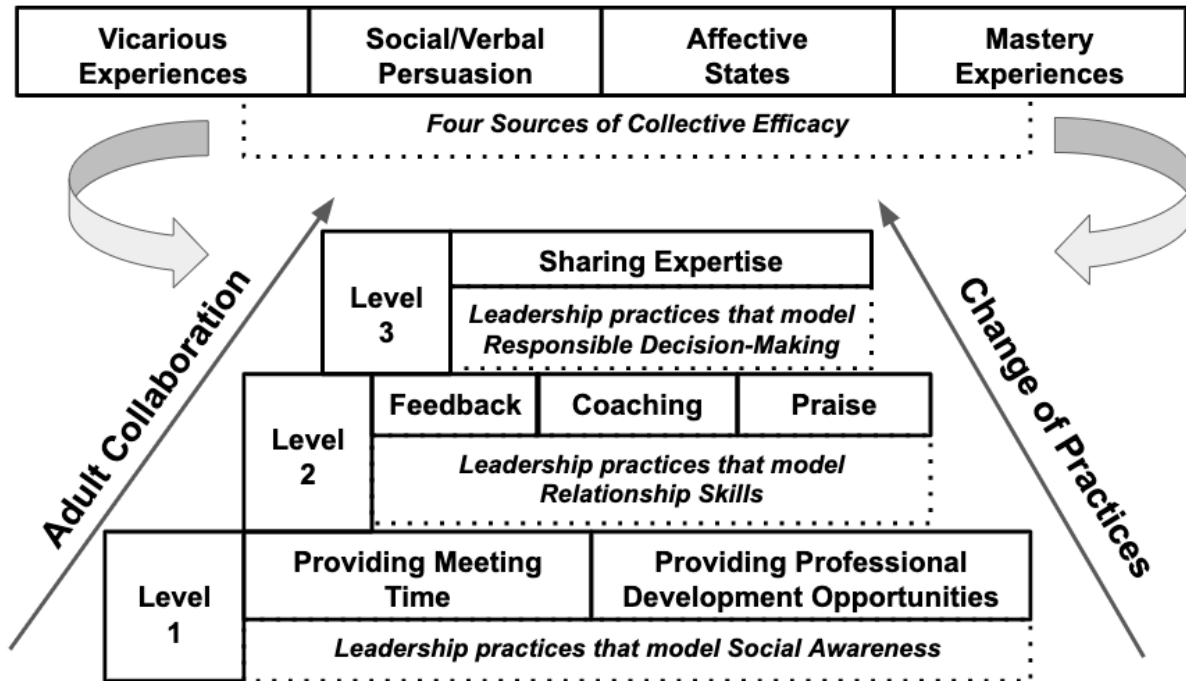 Vicarious
Experiences
Social/Verbal
Persuasion
Affective
States
Mastery
Experiences
Four Sources of Collective Efficacy
Adult Collaboration
Change of Practices
Level
3
Sharing Expertise
Leadership practices that model
Responsible Decision-Making
Level
2
Feedback
Coaching
Praise
Leadership practices that model
Relationship Skills
Level
1
Providing Meeting
Time
Providing Professional
Development Opportunities
Leadership practices that model Social Awareness